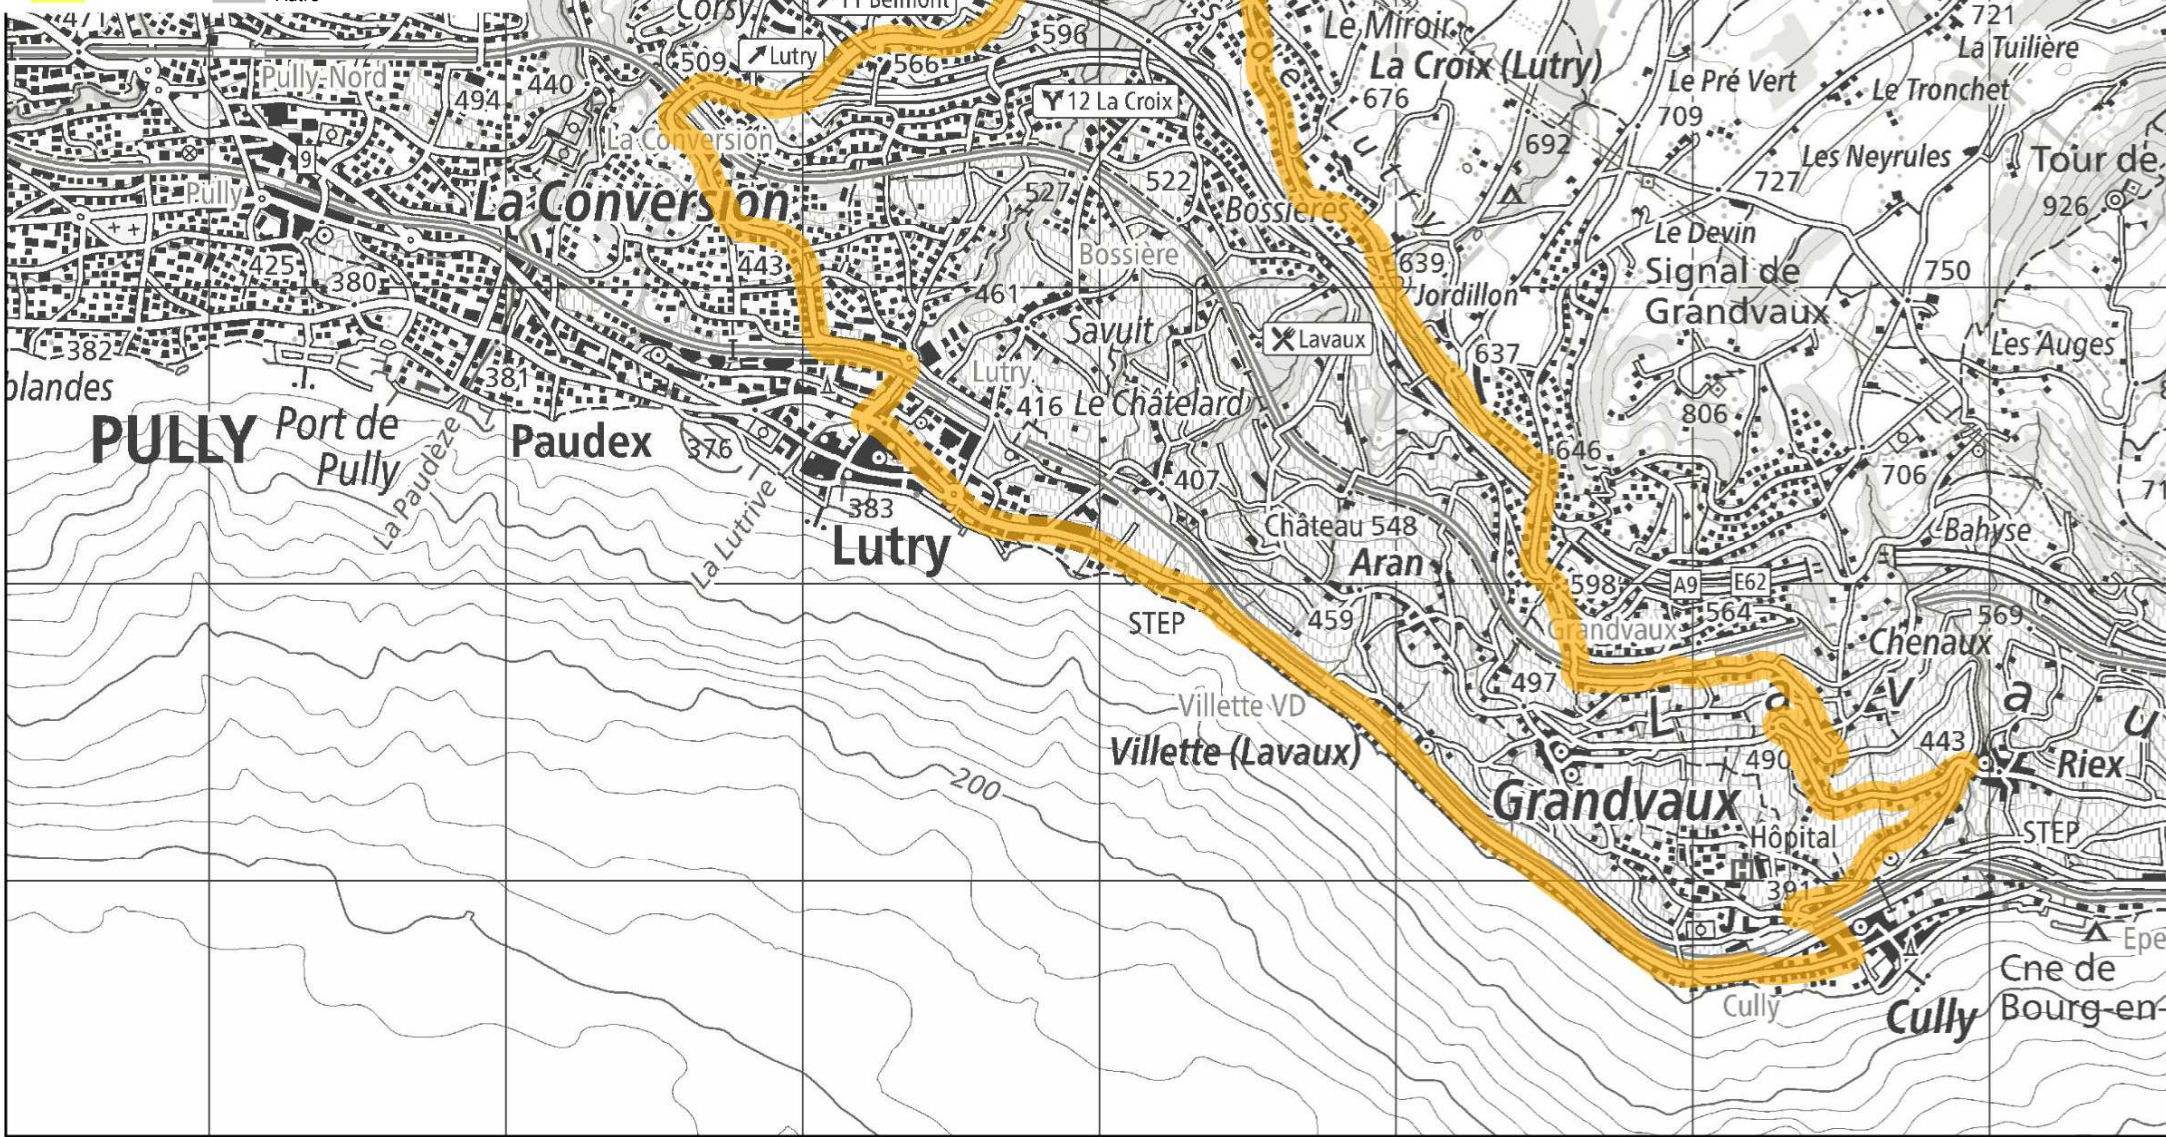 471
Corsy
11 Belmont
596
Le Miroir
721
La Tuilière
Pully-Nord
509
Lutry
566
La Croix (Lutry)
Le Pré Vert
Le Tronchet
494
440
12 La Croix
676
709
La Conversion
692
Les Neyrules
Tour de
9
Pully
La Conversion
527
522
Bossières
727
926
Lutry
425
380
443
Bossière
639
Le Devin
Signal de
Grandvaux
750
461
Jordillon
382
Savuit
Lavaux
637
Les Auges
blandes
381
Lutry
416
Le Châtelard
806
PULLY
Port de
Pully
Paudex
376
646
706
La Paudèze
La Lutrive
383
407
71
Lutry
Château
548
Aran
Bahyse
598
A9
E62
564
STEP
459
Grandvaux
569
Chenaux
497
Villette VD
Villette (Lavaux)
L a v a u
490
443
Riex
200
Grandvaux
Hôpital
STEP
H
391
Epe
Cne de
Bourg-en-
Cully
Cully